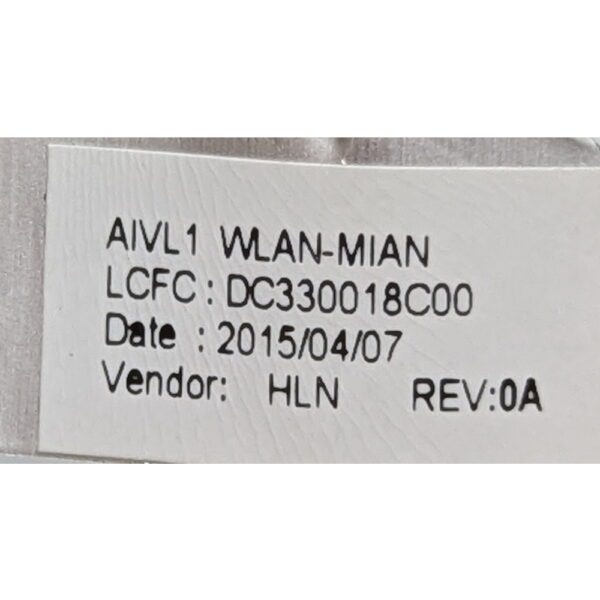 AIVL1 WLAN-MIAN
LCFC: DC330018C00
Date : 2015/04/07
Vendor: HLN REV:0A